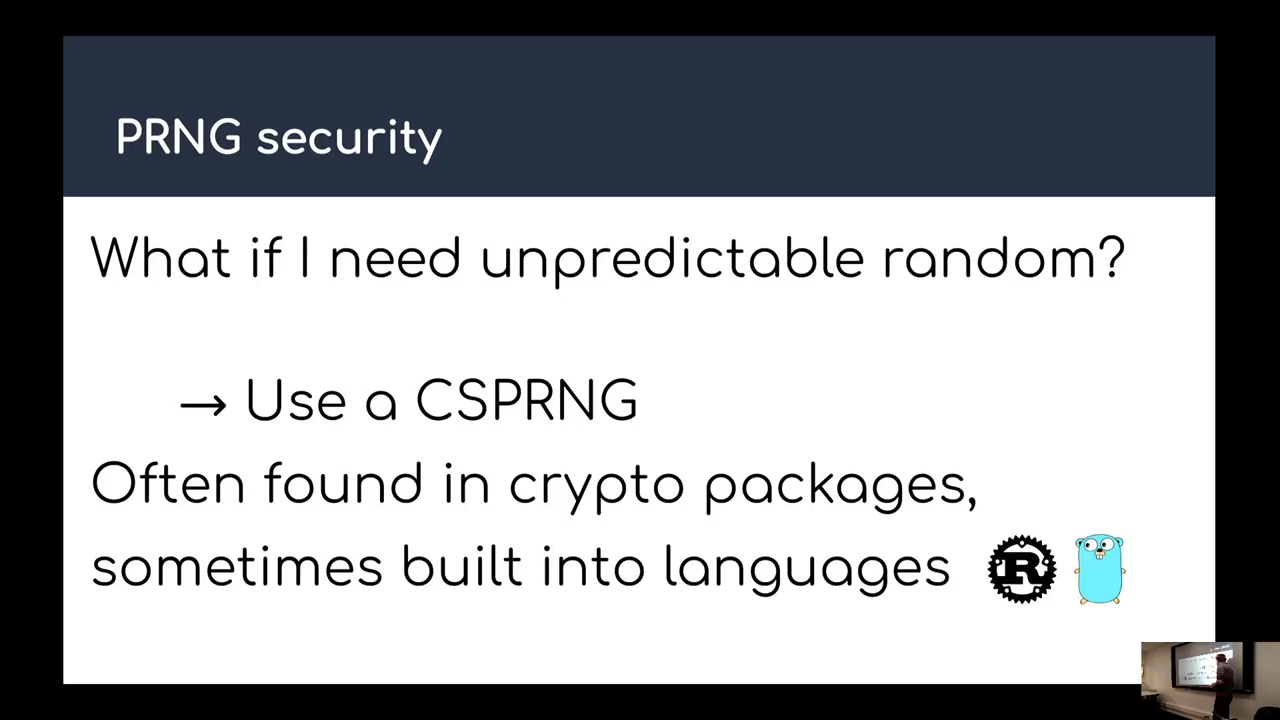 PRNG security
What if I need unpredictable random?
→ Use a CSPRNG
Often found in crypto packages,
sometimes built into languages
R